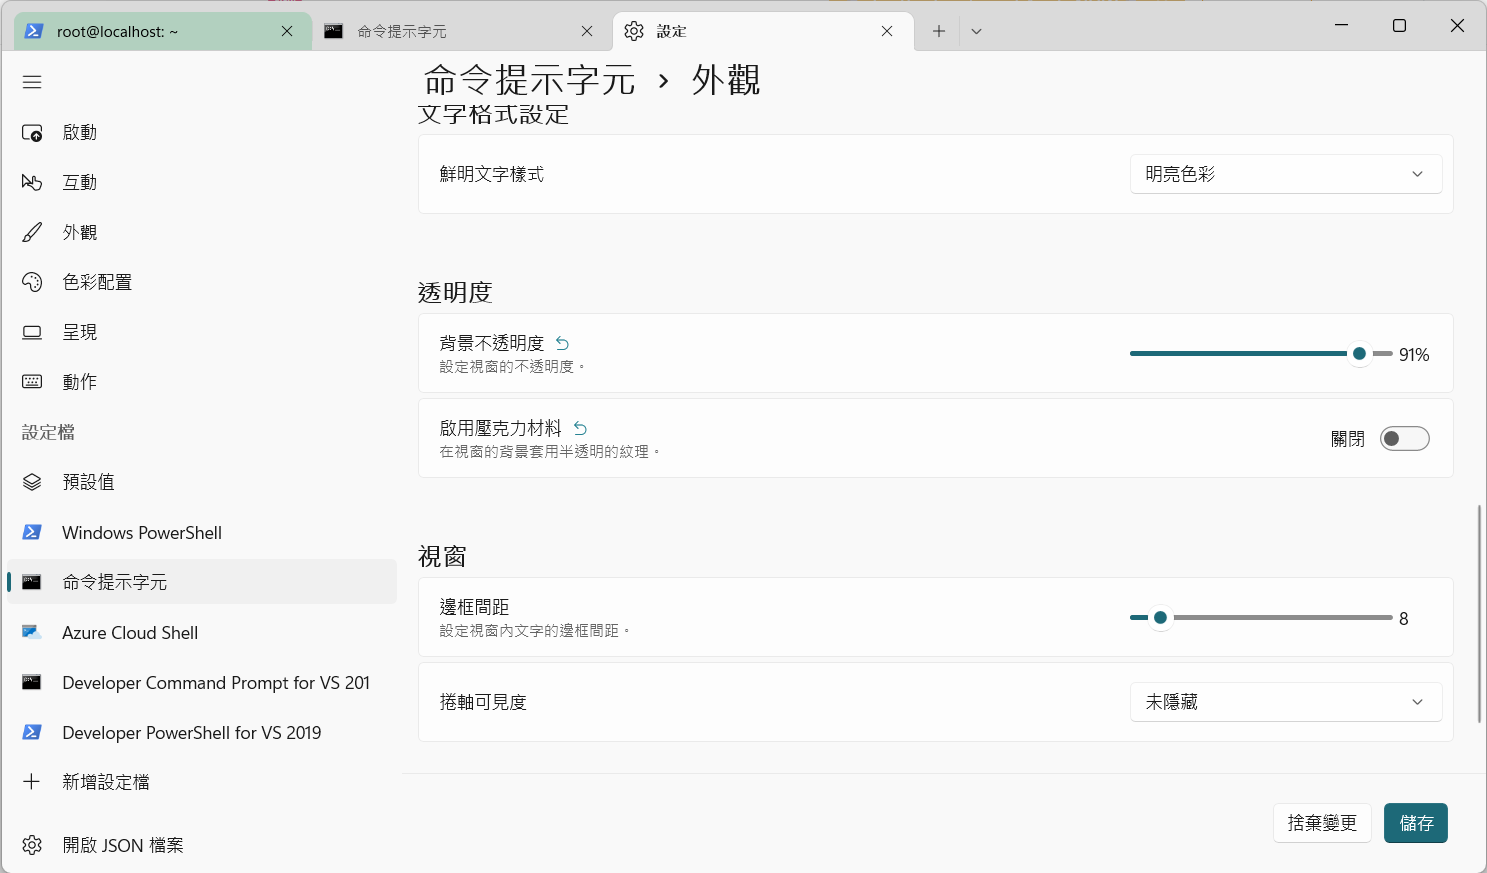 root@localhost: ~
命令提示字元
設定
命令提示字元 › 外觀
啟動
互動
外觀
色彩配置
呈現
動作
設定檔
預設值
Windows PowerShell
命令提示字元
Azure Cloud Shell
Developer Command Prompt for VS 201
Developer PowerShell for VS 2019
新增設定檔
開啟 JSON 檔案
文字格式設定
鮮明文字樣式
明亮色彩
透明度
背景不透明度
設定視窗的不透明度。
91%
啟用壓克力材料
在視窗的背景套用半透明的紋理。
關閉
視窗
邊框間距
設定視窗內文字的邊框間距。
8
捲軸可見度
未隱藏
捨棄變更
儲存